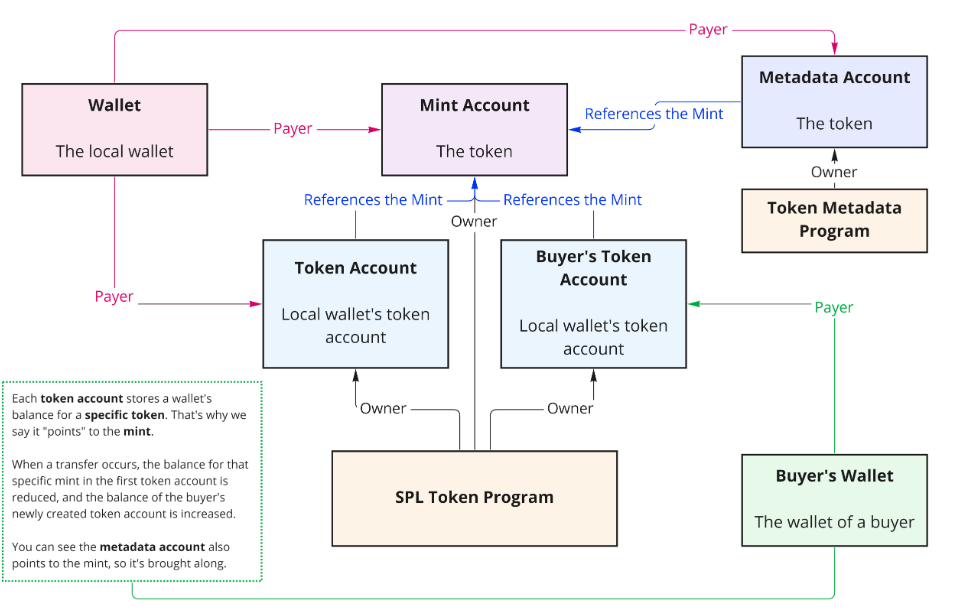 Payer
Wallet
The local wallet
Payer
Mint Account
The token
References the Mint
Metadata Account
The token
Owner
Token Metadata
Program
References the Mint
References the Mint
Owner
Token Account
Local wallet's token
account
Buyer's Token
Account
Local wallet's token
account
Payer
Payer
Owner
Owner
SPL Token Program
Buyer's Wallet
The wallet of a buyer
Each token account stores a wallet's
balance for a specific token. That's why we
say it "points" to the mint.
When a transfer occurs, the balance for that
specific mint in the first token account is
reduced, and the balance of the buyer's
newly created token account is increased.
You can see the metadata account also
points to the mint, so it's brought along.